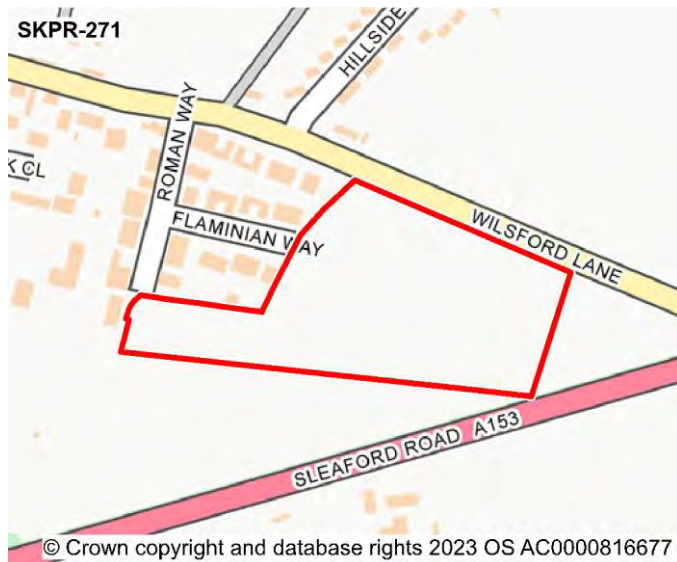 SKPR-271
HILLSIDE
ROMAN WAY
K CL
FLAMINIAN WAY
WILSFORD LANE
SLEAFORD ROAD A153
© Crown copyright and database rights 2023 OS AC0000816677